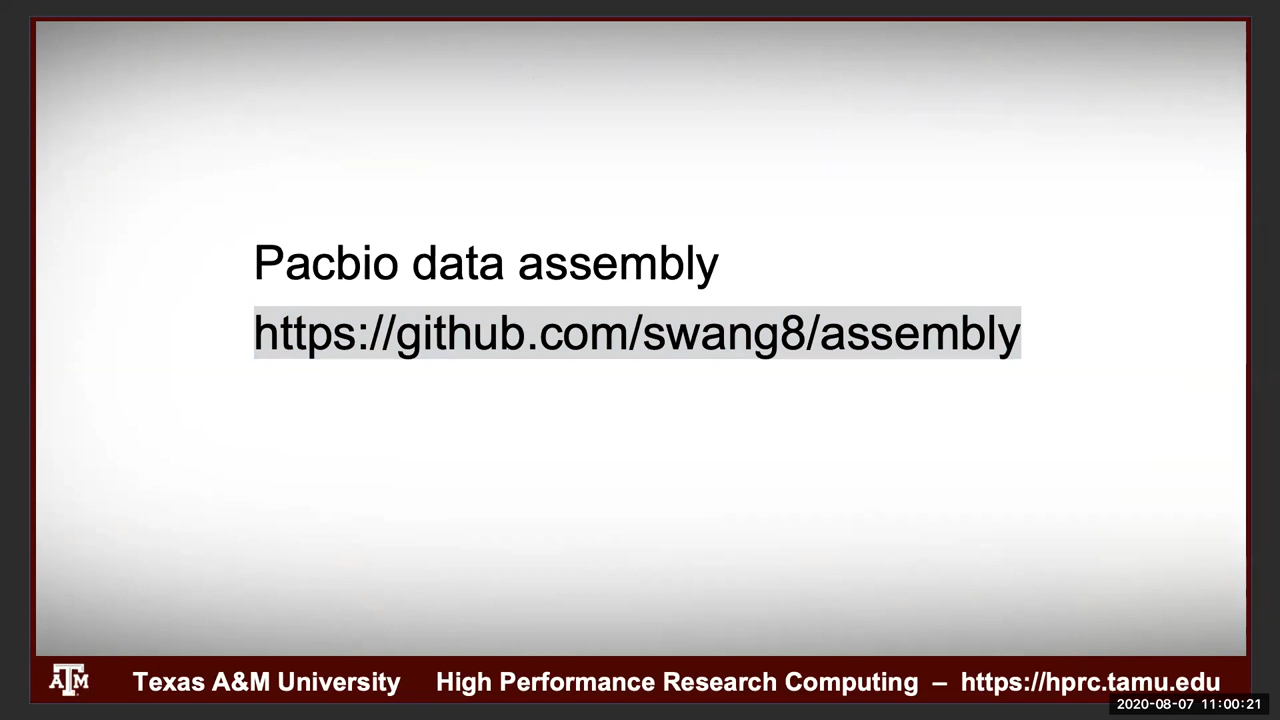 Pacbio data assembly
https://github.com/swang8/assembly
ATM Texas A&M University High Performance Research Computing – https://hprc.tamu.edu
2020-08-07 11:00:21